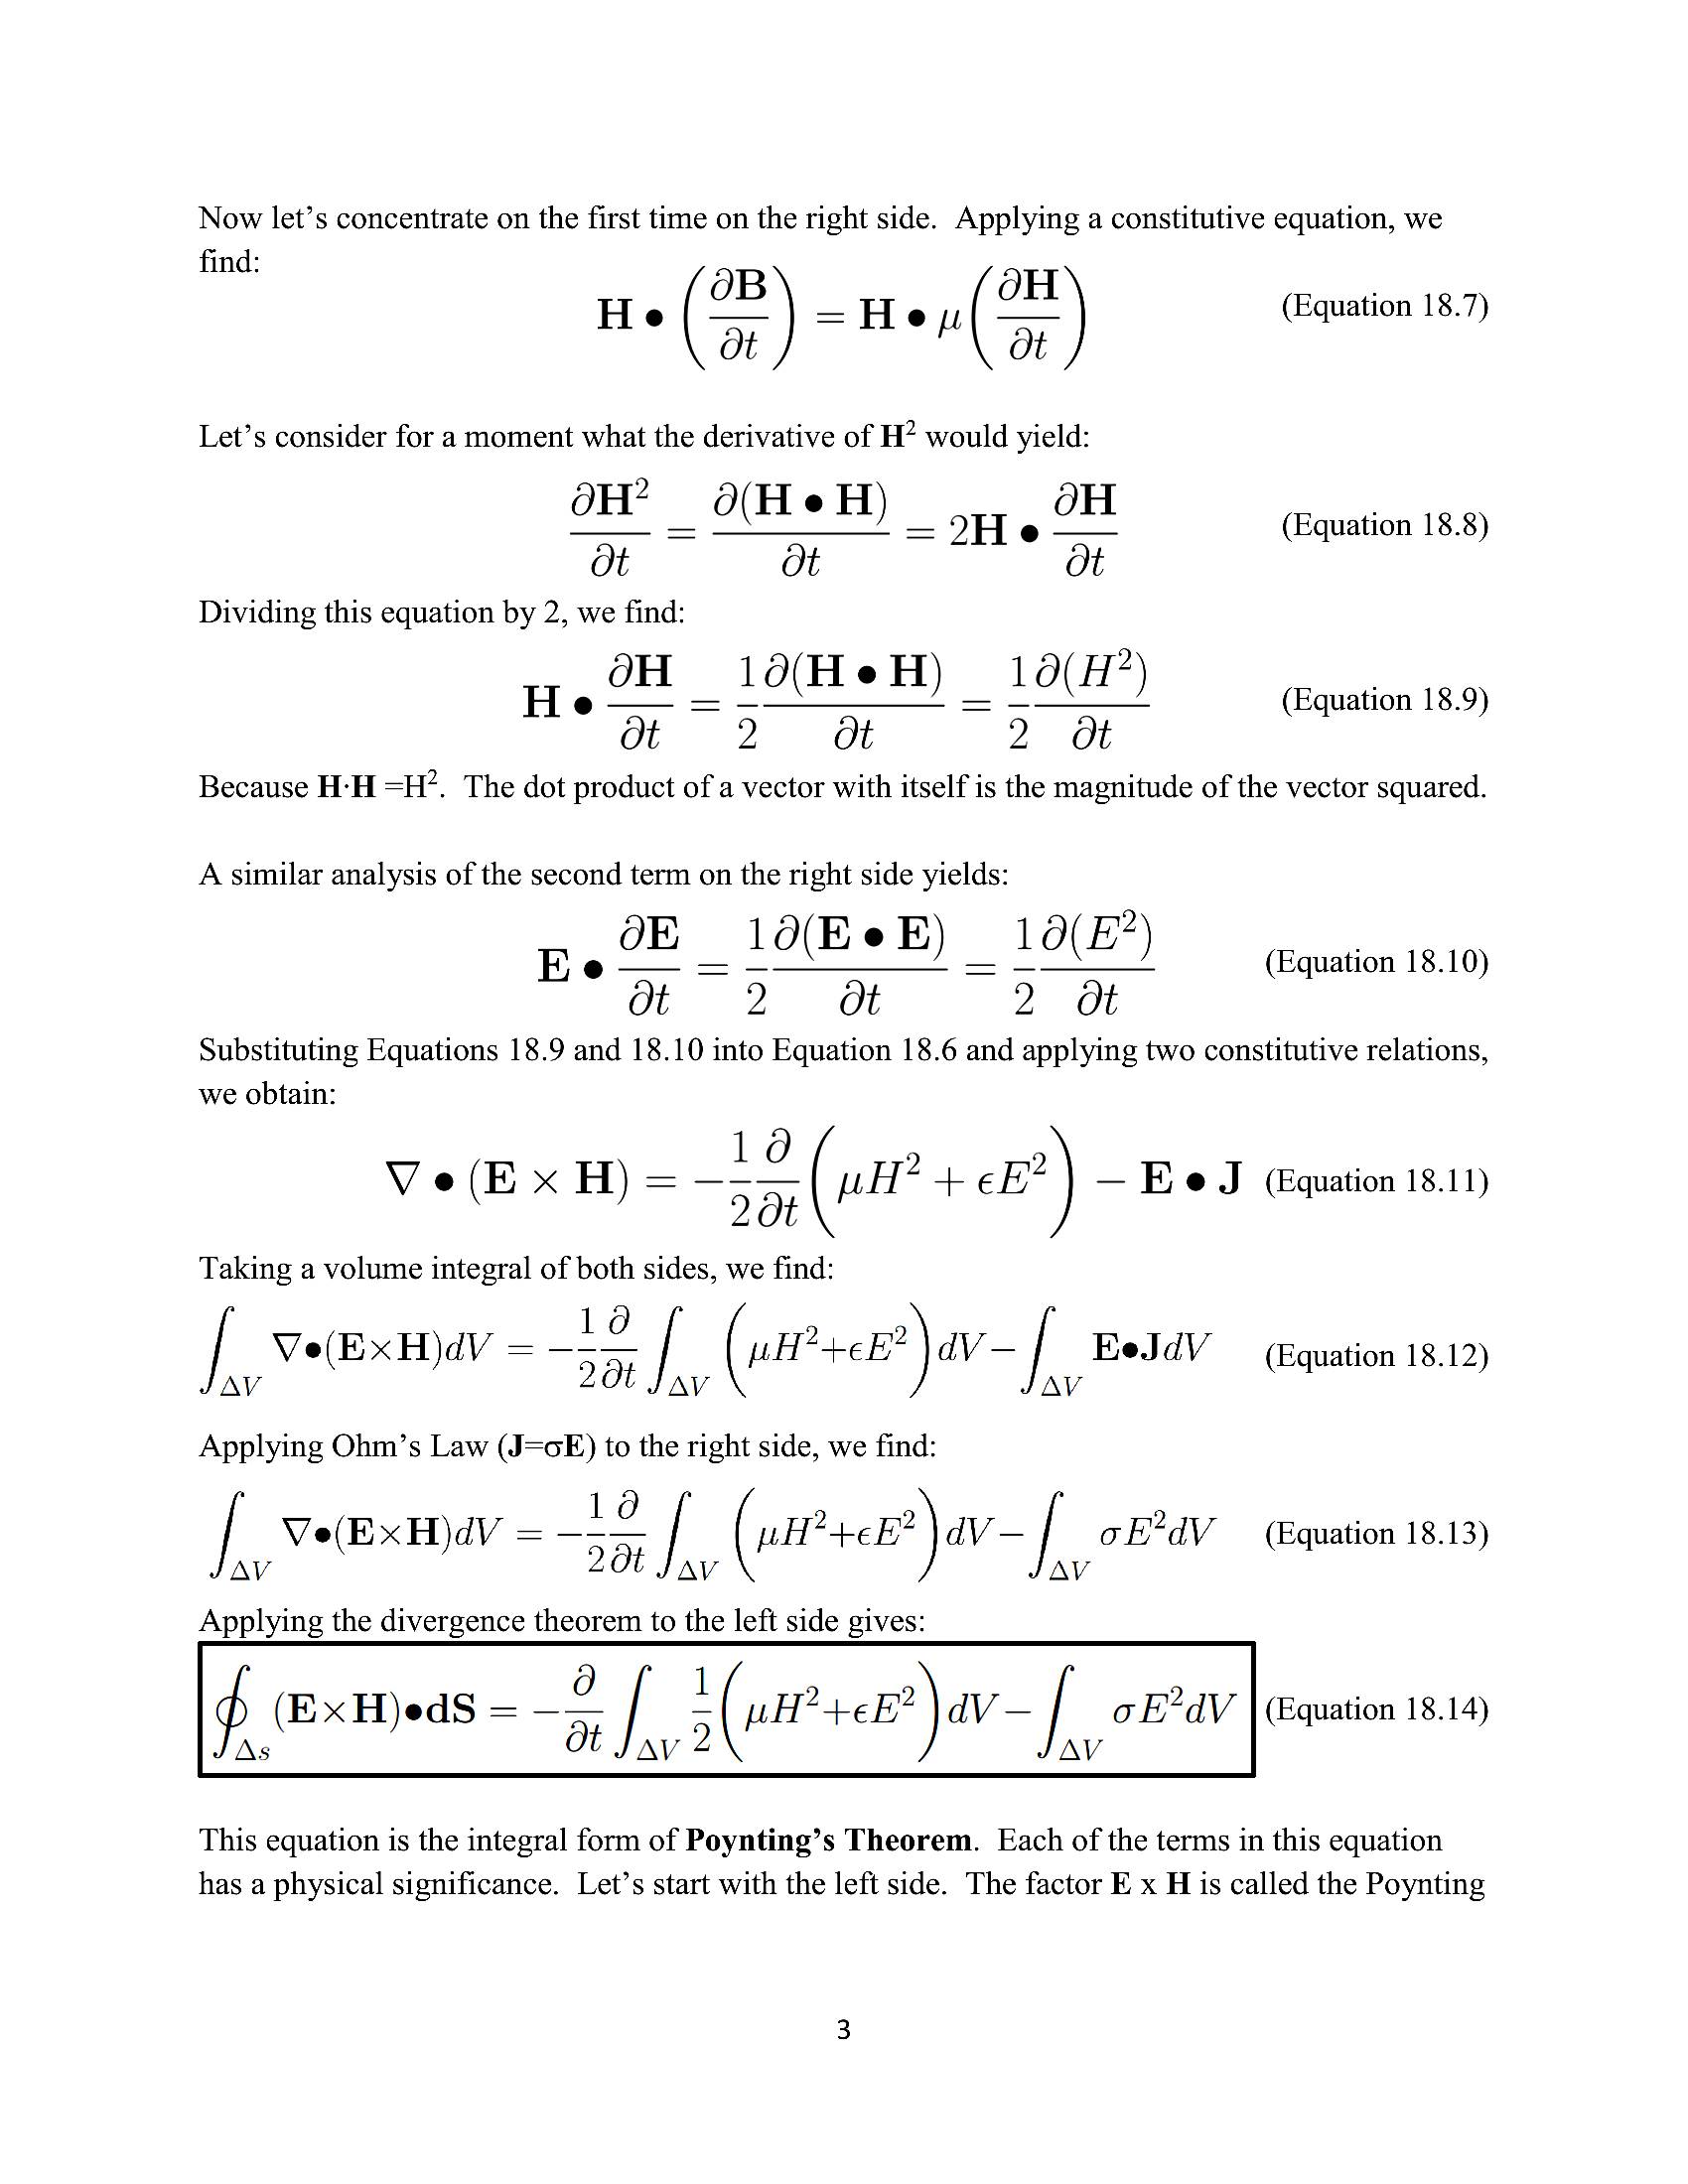 Now let’s concentrate on the first time on the right side.  Applying a constitutive equation, we
find:
$$\mathbf{H} \bullet \left(\frac{\partial \mathbf{B}}{\partial t}\right) = \mathbf{H} \bullet \mu \left(\frac{\partial \mathbf{H}}{\partial t}\right)$$ (Equation 18.7)
Let’s consider for a moment what the derivative of **H**² would yield:
$$\frac{\partial \mathbf{H}^2}{\partial t} = \frac{\partial (\mathbf{H} \bullet \mathbf{H})}{\partial t} = 2\mathbf{H} \bullet \frac{\partial \mathbf{H}}{\partial t}$$ (Equation 18.8)
Dividing this equation by 2, we find:
$$\mathbf{H} \bullet \frac{\partial \mathbf{H}}{\partial t} = \frac{1}{2}\frac{\partial (\mathbf{H} \bullet \mathbf{H})}{\partial t} = \frac{1}{2}\frac{\partial (H^2)}{\partial t}$$ (Equation 18.9)
Because **H**·**H** =H².  The dot product of a vector with itself is the magnitude of the vector squared.
A similar analysis of the second term on the right side yields:
$$\mathbf{E} \bullet \frac{\partial \mathbf{E}}{\partial t} = \frac{1}{2}\frac{\partial (\mathbf{E} \bullet \mathbf{E})}{\partial t} = \frac{1}{2}\frac{\partial (E^2)}{\partial t}$$ (Equation 18.10)
Substituting Equations 18.9 and 18.10 into Equation 18.6 and applying two constitutive relations,
we obtain:
$$\nabla \bullet (\mathbf{E} \times \mathbf{H}) = -\frac{1}{2}\frac{\partial}{\partial t}\left(\mu H^2 + \epsilon E^2\right) - \mathbf{E} \bullet \mathbf{J}$$ (Equation 18.11)
Taking a volume integral of both sides, we find:
$$\int_{\Delta V} \nabla \bullet (\mathbf{E} \times \mathbf{H}) dV = -\frac{1}{2}\frac{\partial}{\partial t}\int_{\Delta V}\left(\mu H^2 + \epsilon E^2\right) dV - \int_{\Delta V} \mathbf{E} \bullet \mathbf{J} dV$$ (Equation 18.12)
Applying Ohm’s Law (**J**=σ**E**) to the right side, we find:
$$\int_{\Delta V} \nabla \bullet (\mathbf{E} \times \mathbf{H}) dV = -\frac{1}{2}\frac{\partial}{\partial t}\int_{\Delta V}\left(\mu H^2 + \epsilon E^2\right) dV - \int_{\Delta V} \sigma E^2 dV$$ (Equation 18.13)
Applying the divergence theorem to the left side gives:
$$\oint_{\Delta s} (\mathbf{E} \times \mathbf{H}) \bullet \mathbf{dS} = -\frac{\partial}{\partial t}\int_{\Delta V}\frac{1}{2}\left(\mu H^2 + \epsilon E^2\right) dV - \int_{\Delta V} \sigma E^2 dV$$ (Equation 18.14)
This equation is the integral form of **Poynting’s Theorem**.  Each of the terms in this equation
has a physical significance.  Let’s start with the left side.  The factor **E** x **H** is called the Poynting
3